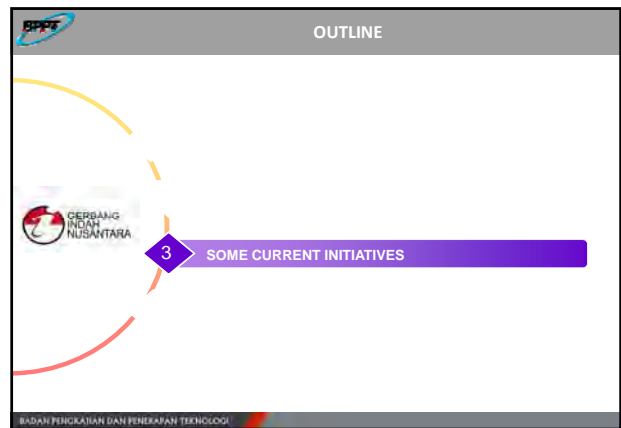 BPPT
OUTLINE
GERBANG
INDAH
NUSANTARA
3 SOME CURRENT INITIATIVES
BADAN PENGKAJIAN DAN PENERAPAN TEKNOLOGI